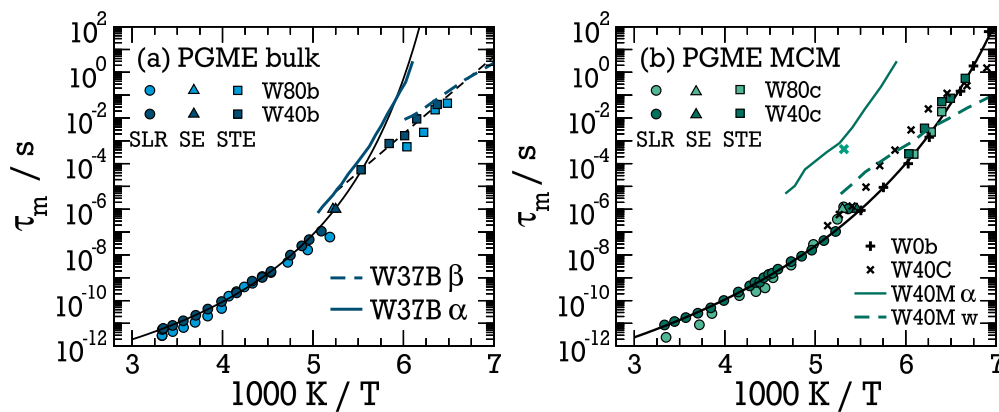 (a) PGME bulk
W80b
W40b
SLR SE STE
W37B β
W37B α
10^2
10^0
10^-2
10^-4
10^-6
10^-8
10^-10
10^-12
τ_m / s
3 4 5 6 7
1000 K / T
(b) PGME MCM
W80c
W40c
SLR SE STE
W0b
W40C
W40M α
W40M w
10^2
10^0
10^-2
10^-4
10^-6
10^-8
10^-10
10^-12
τ_m / s
3 4 5 6 7
1000 K / T